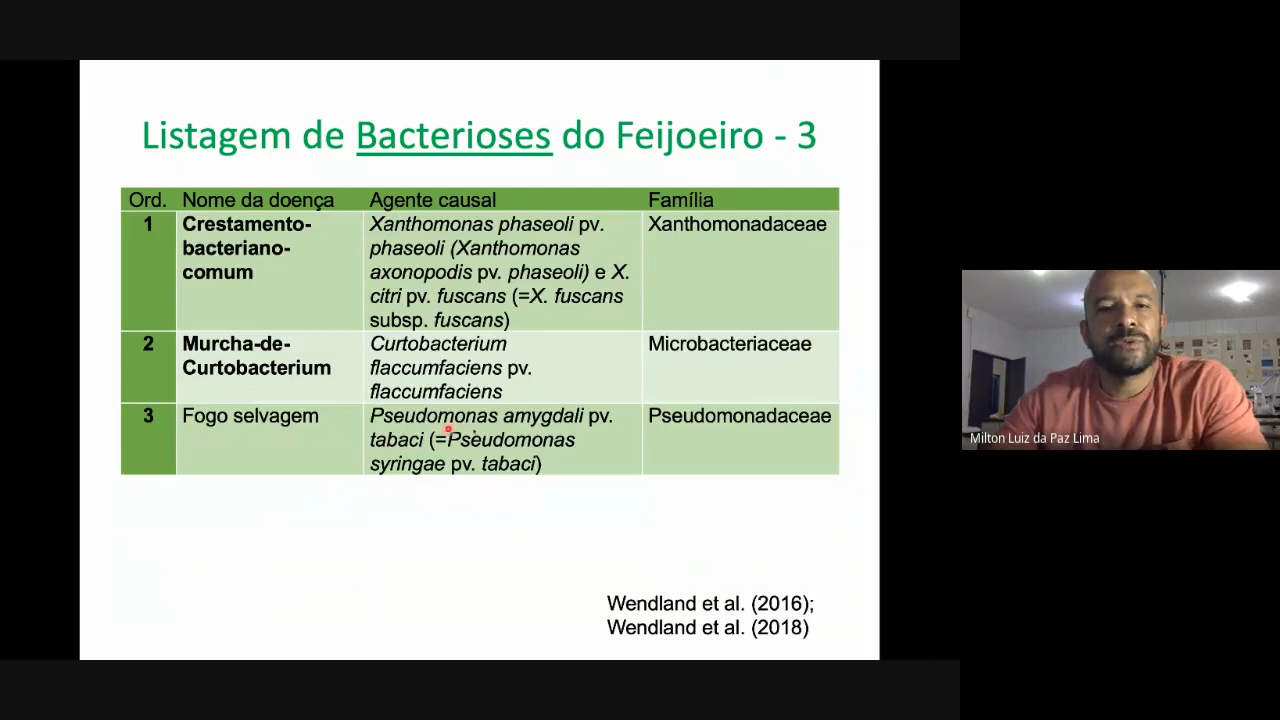 Listagem de Bacterioses do Feijoeiro - 3
Ord. Nome da doença Agente causal Família
1 Crestamento- Xanthomonas phaseoli pv. Xanthomonadaceae
bacteriano- phaseoli (Xanthomonas
comum axonopodis pv. phaseoli) e X.
citri pv. fuscans (=X. fuscans
subsp. fuscans)
2 Murcha-de- Curtobacterium Microbacteriaceae
Curtobacterium flaccumfaciens pv.
flaccumfaciens
3 Fogo selvagem Pseudomonas amygdali pv. Pseudomonadaceae
tabaci (=Pseudomonas
syringae pv. tabaci)
Wendland et al. (2016);
Wendland et al. (2018)
Milton Luiz da Paz Lima